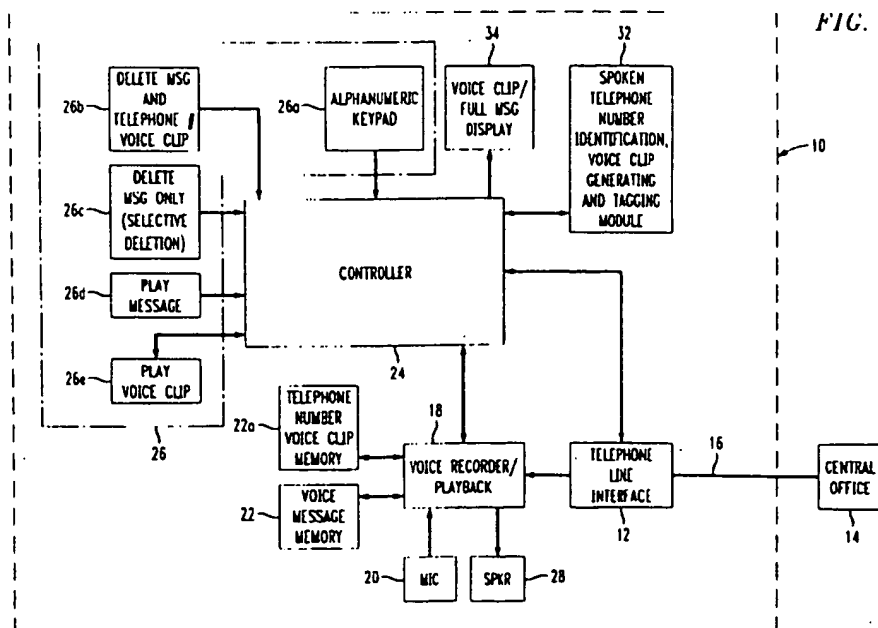 FIG.
34
32
26b
DELETE MSG
AND
TELEPHONE #
VOICE CLIP
26a
ALPHANUMERIC
KEYPAD
VOICE CLIP/
FULL MSG
DISPLAY
SPOKEN
TELEPHONE
NUMBER
IDENTIFICATION,
VOICE CLIP
GENERATING
AND TAGGING
MODULE
10
26c
DELETE
MSG ONLY
(SELECTIVE
DELETION)
26d
PLAY
MESSAGE
CONTROLLER
24
26e
PLAY
VOICE CLIP
26
22a
TELEPHONE
NUMBER
VOICE CLIP
MEMORY
18
VOICE RECORDER/
PLAYBACK
TELEPHONE
LINE
INTERFACE
12
16
CENTRAL
OFFICE
14
22
VOICE
MESSAGE
MEMORY
20
MIC
SPKR
28